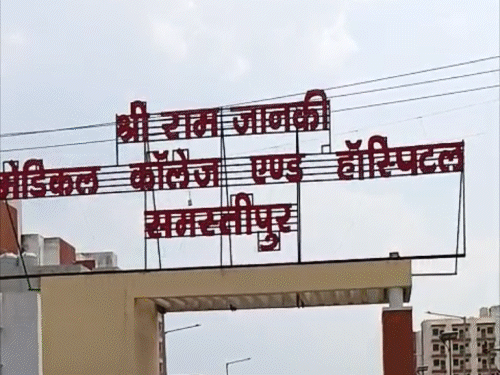 श्री राम जानकी
मेडिकल कॉलेज एण्ड हॉस्पिटल
समस्तीपुर